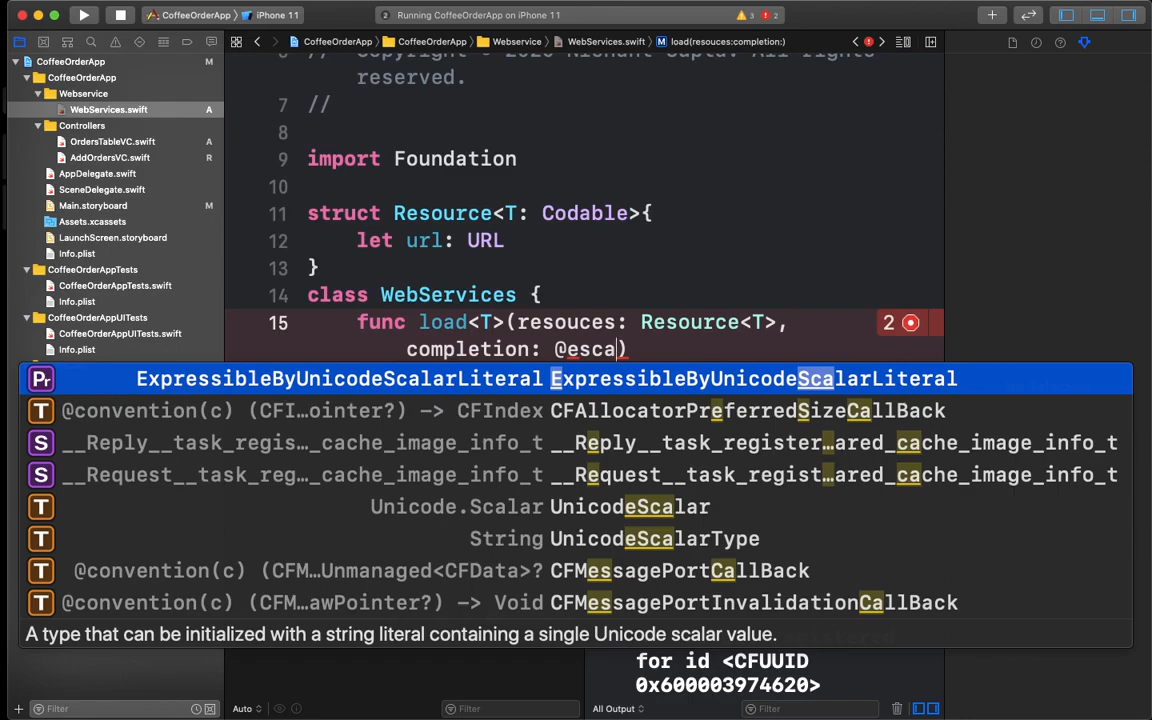 CoffeeOrderApp 〉 iPhone 11
2 Running CoffeeOrderApp on iPhone 11
3 2
CoffeeOrderApp 〉 CoffeeOrderApp 〉 Webservice 〉 WebServices.swift 〉 M load(resouces:completion:)
CoffeeOrderApp M
CoffeeOrderApp
Webservice
WebServices.swift A
Controllers
OrdersTableVC.swift A
AddOrdersVC.swift R
AppDelegate.swift
SceneDelegate.swift
Main.storyboard M
Assets.xcassets
LaunchScreen.storyboard
Info.plist
CoffeeOrderAppTests
CoffeeOrderAppTests.swift
Info.plist
CoffeeOrderAppUITests
CoffeeOrderAppUITests.swift
Info.plist
reserved.
7 //
8
9 import Foundation
10
11 struct Resource<T: Codable>{
12 let url: URL
13 }
14 class WebServices {
15 func load<T>(resouces: Resource<T>, 2
completion: @esca)
Pr ExpressibleByUnicodeScalarLiteral ExpressibleByUnicodeScalarLiteral
T @convention(c) (CFI…ointer?) -> CFIndex CFAllocatorPreferredSizeCallBack
S __Reply__task_regis…_cache_image_info_t __Reply__task_register…ared_cache_image_info_t
S __Request__task_reg…_cache_image_info_t __Request__task_regist…ared_cache_image_info_t
T Unicode.Scalar UnicodeScalar
T String UnicodeScalarType
T @convention(c) (CFM…Unmanaged<CFData>? CFMessagePortCallBack
T @convention(c) (CFM…awPointer?) -> Void CFMessagePortInvalidationCallBack
A type that can be initialized with a string literal containing a single Unicode scalar value.
for id <CFUUID
0x600003974620>
Filter
Auto
Filter
All Output
Filter